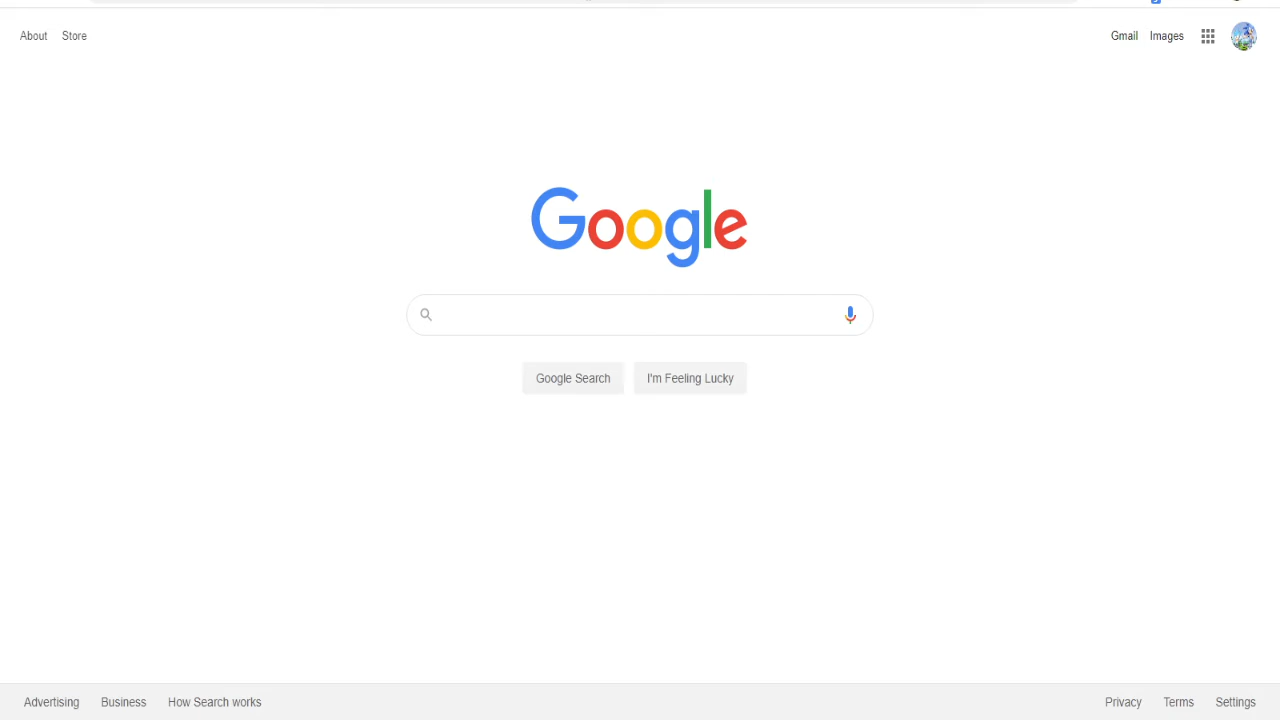 About Store Gmail Images
Google
Google Search I'm Feeling Lucky
Advertising Business How Search works Privacy Terms Settings